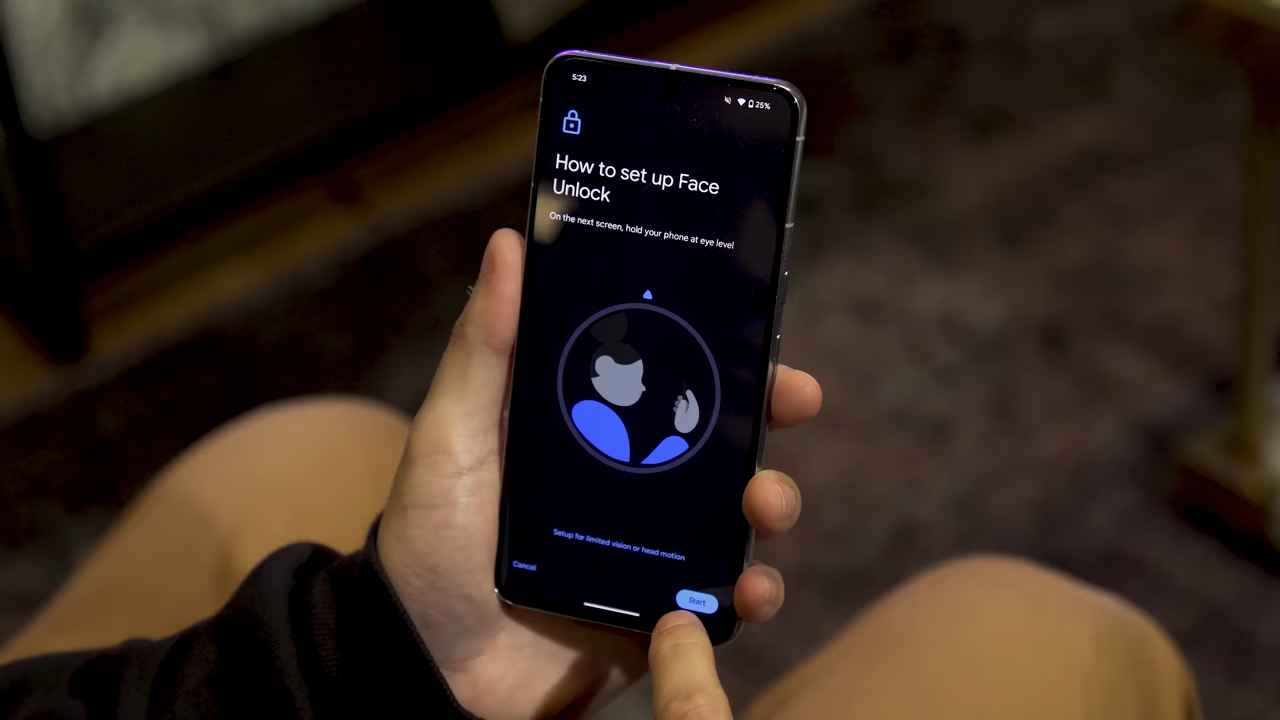 5:23
25%
How to set up Face
Unlock
On the next screen, hold your phone at eye level
Setup for limited vision or head motion
Cancel
Start